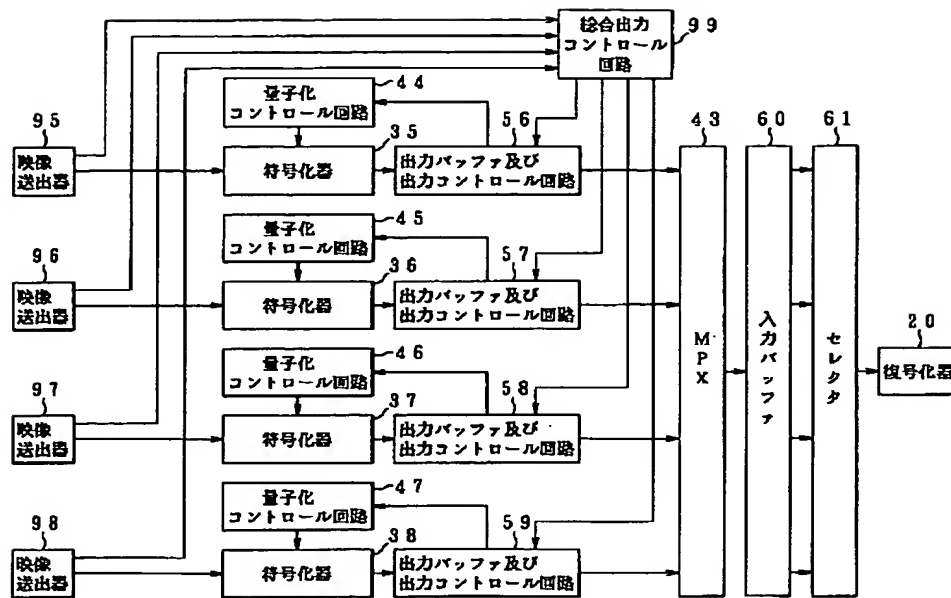 総合出力
コントロール
回路
99
量子化
コントロール回路
44
95
映像
送出器
35
符号化器
56
出力バッファ及び
出力コントロール回路
43
MPX
60
入力バッファ
61
セレクタ
量子化
コントロール回路
45
96
映像
送出器
36
符号化器
57
出力バッファ及び
出力コントロール回路
20
復号化器
量子化
コントロール回路
46
97
映像
送出器
37
符号化器
58
出力バッファ及び
出力コントロール回路
量子化
コントロール回路
47
98
映像
送出器
38
符号化器
59
出力バッファ及び
出力コントロール回路